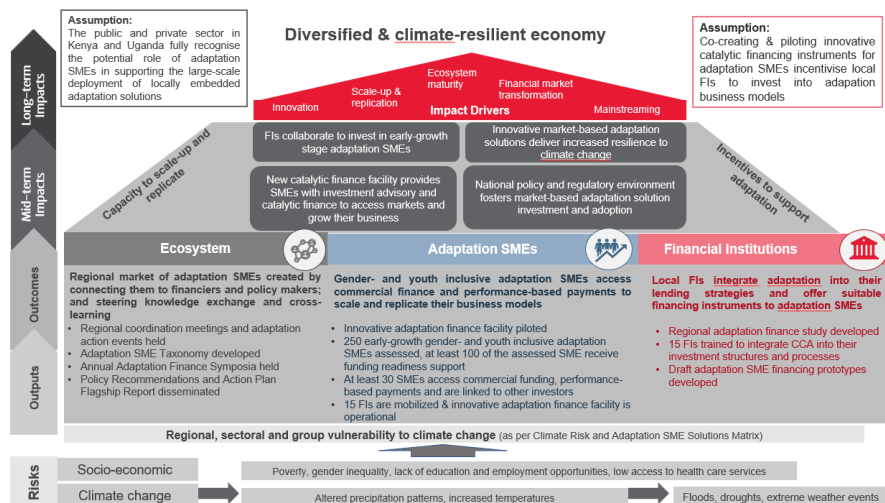 Assumption:
The public and private sector in
Kenya and Uganda fully recognise
the potential role of adaptation
SMEs in supporting the large-scale
deployment of locally embedded
adaptation solutions
Diversified & climate-resilient economy
Assumption:
Co-creating & piloting innovative
catalytic financing instruments for
adaptation SMEs incentivise local
FIs to invest into adapation
business models
Long-term
Impacts
Innovation
Scale-up &
replication
Ecosystem
maturity
Financial market
transformation
Mainstreaming
Impact Drivers
Mid-term
Impacts
Capacity to scale-up and
replicate
FIs collaborate to invest in early-growth
stage adaptation SMEs
Innovative market-based adaptation
solutions deliver increased resilience to
climate change
New catalytic finance facility provides
SMEs with investment advisory and
catalytic finance to access markets and
grow their business
National policy and regulatory environment
fosters market-based adaptation solution
investment and adoption
Incentives to support
adaptation
Outcomes
Ecosystem
Adaptation SMEs
Financial Institutions
Regional market of adaptation SMEs created by
connecting them to financiers and policy makers;
and steering knowledge exchange and cross-
learning
• Regional coordination meetings and adaptation
action events held
• Adaptation SME Taxonomy developed
• Annual Adaptation Finance Symposia held
• Policy Recommendations and Action Plan
Flagship Report disseminated
Gender- and youth inclusive adaptation SMEs access
commercial finance and performance-based payments to
scale and replicate their business models
• Innovative adaptation finance facility piloted
• 250 early-growth gender- and youth inclusive adaptation
SMEs assessed, at least 100 of the assessed SME receive
funding readiness support
• At least 30 SMEs access commercial funding, performance-
based payments and are linked to other investors
• 15 FIs are mobilized & innovative adaptation finance facility is
operational
Local FIs integrate adaptation into their
lending strategies and offer suitable
financing instruments to adaptation SMEs
• Regional adaptation finance study developed
• 15 FIs trained to integrate CCA into their
investment structures and processes
• Draft adaptation SME financing prototypes
developed
Outputs
Regional, sectoral and group vulnerability to climate change (as per Climate Risk and Adaptation SME Solutions Matrix)
Risks
Socio-economic
Poverty, gender inequality, lack of education and employment opportunities, low access to health care services
Climate change
Altered precipitation patterns, increased temperatures
Floods, droughts, extreme weather events